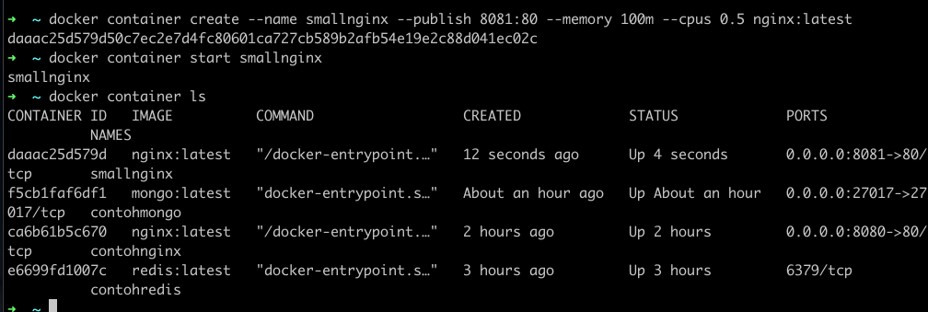 ➜  ~ docker container create --name smallnginx --publish 8081:80 --memory 100m --cpus 0.5 nginx:latest
daaac25d579d50c7ec2e7d4fc80601ca727cb589b2afb54e19e2c88d041ec02c
➜  ~ docker container start smallnginx
smallnginx
➜  ~ docker container ls
CONTAINER ID   IMAGE          COMMAND                  CREATED             STATUS             PORTS
          NAMES
daaac25d579d   nginx:latest   "/docker-entrypoint.…"   12 seconds ago      Up 4 seconds       0.0.0.0:8081->80/
tcp       smallnginx
f5cb1faf6df1   mongo:latest   "docker-entrypoint.s…"   About an hour ago   Up About an hour   0.0.0.0:27017->27
017/tcp   contohmongo
ca6b61b5c670   nginx:latest   "/docker-entrypoint.…"   2 hours ago         Up 2 hours         0.0.0.0:8080->80/
tcp       contohnginx
e6699fd1007c   redis:latest   "docker-entrypoint.s…"   3 hours ago         Up 3 hours         6379/tcp
          contohredis
➜  ~